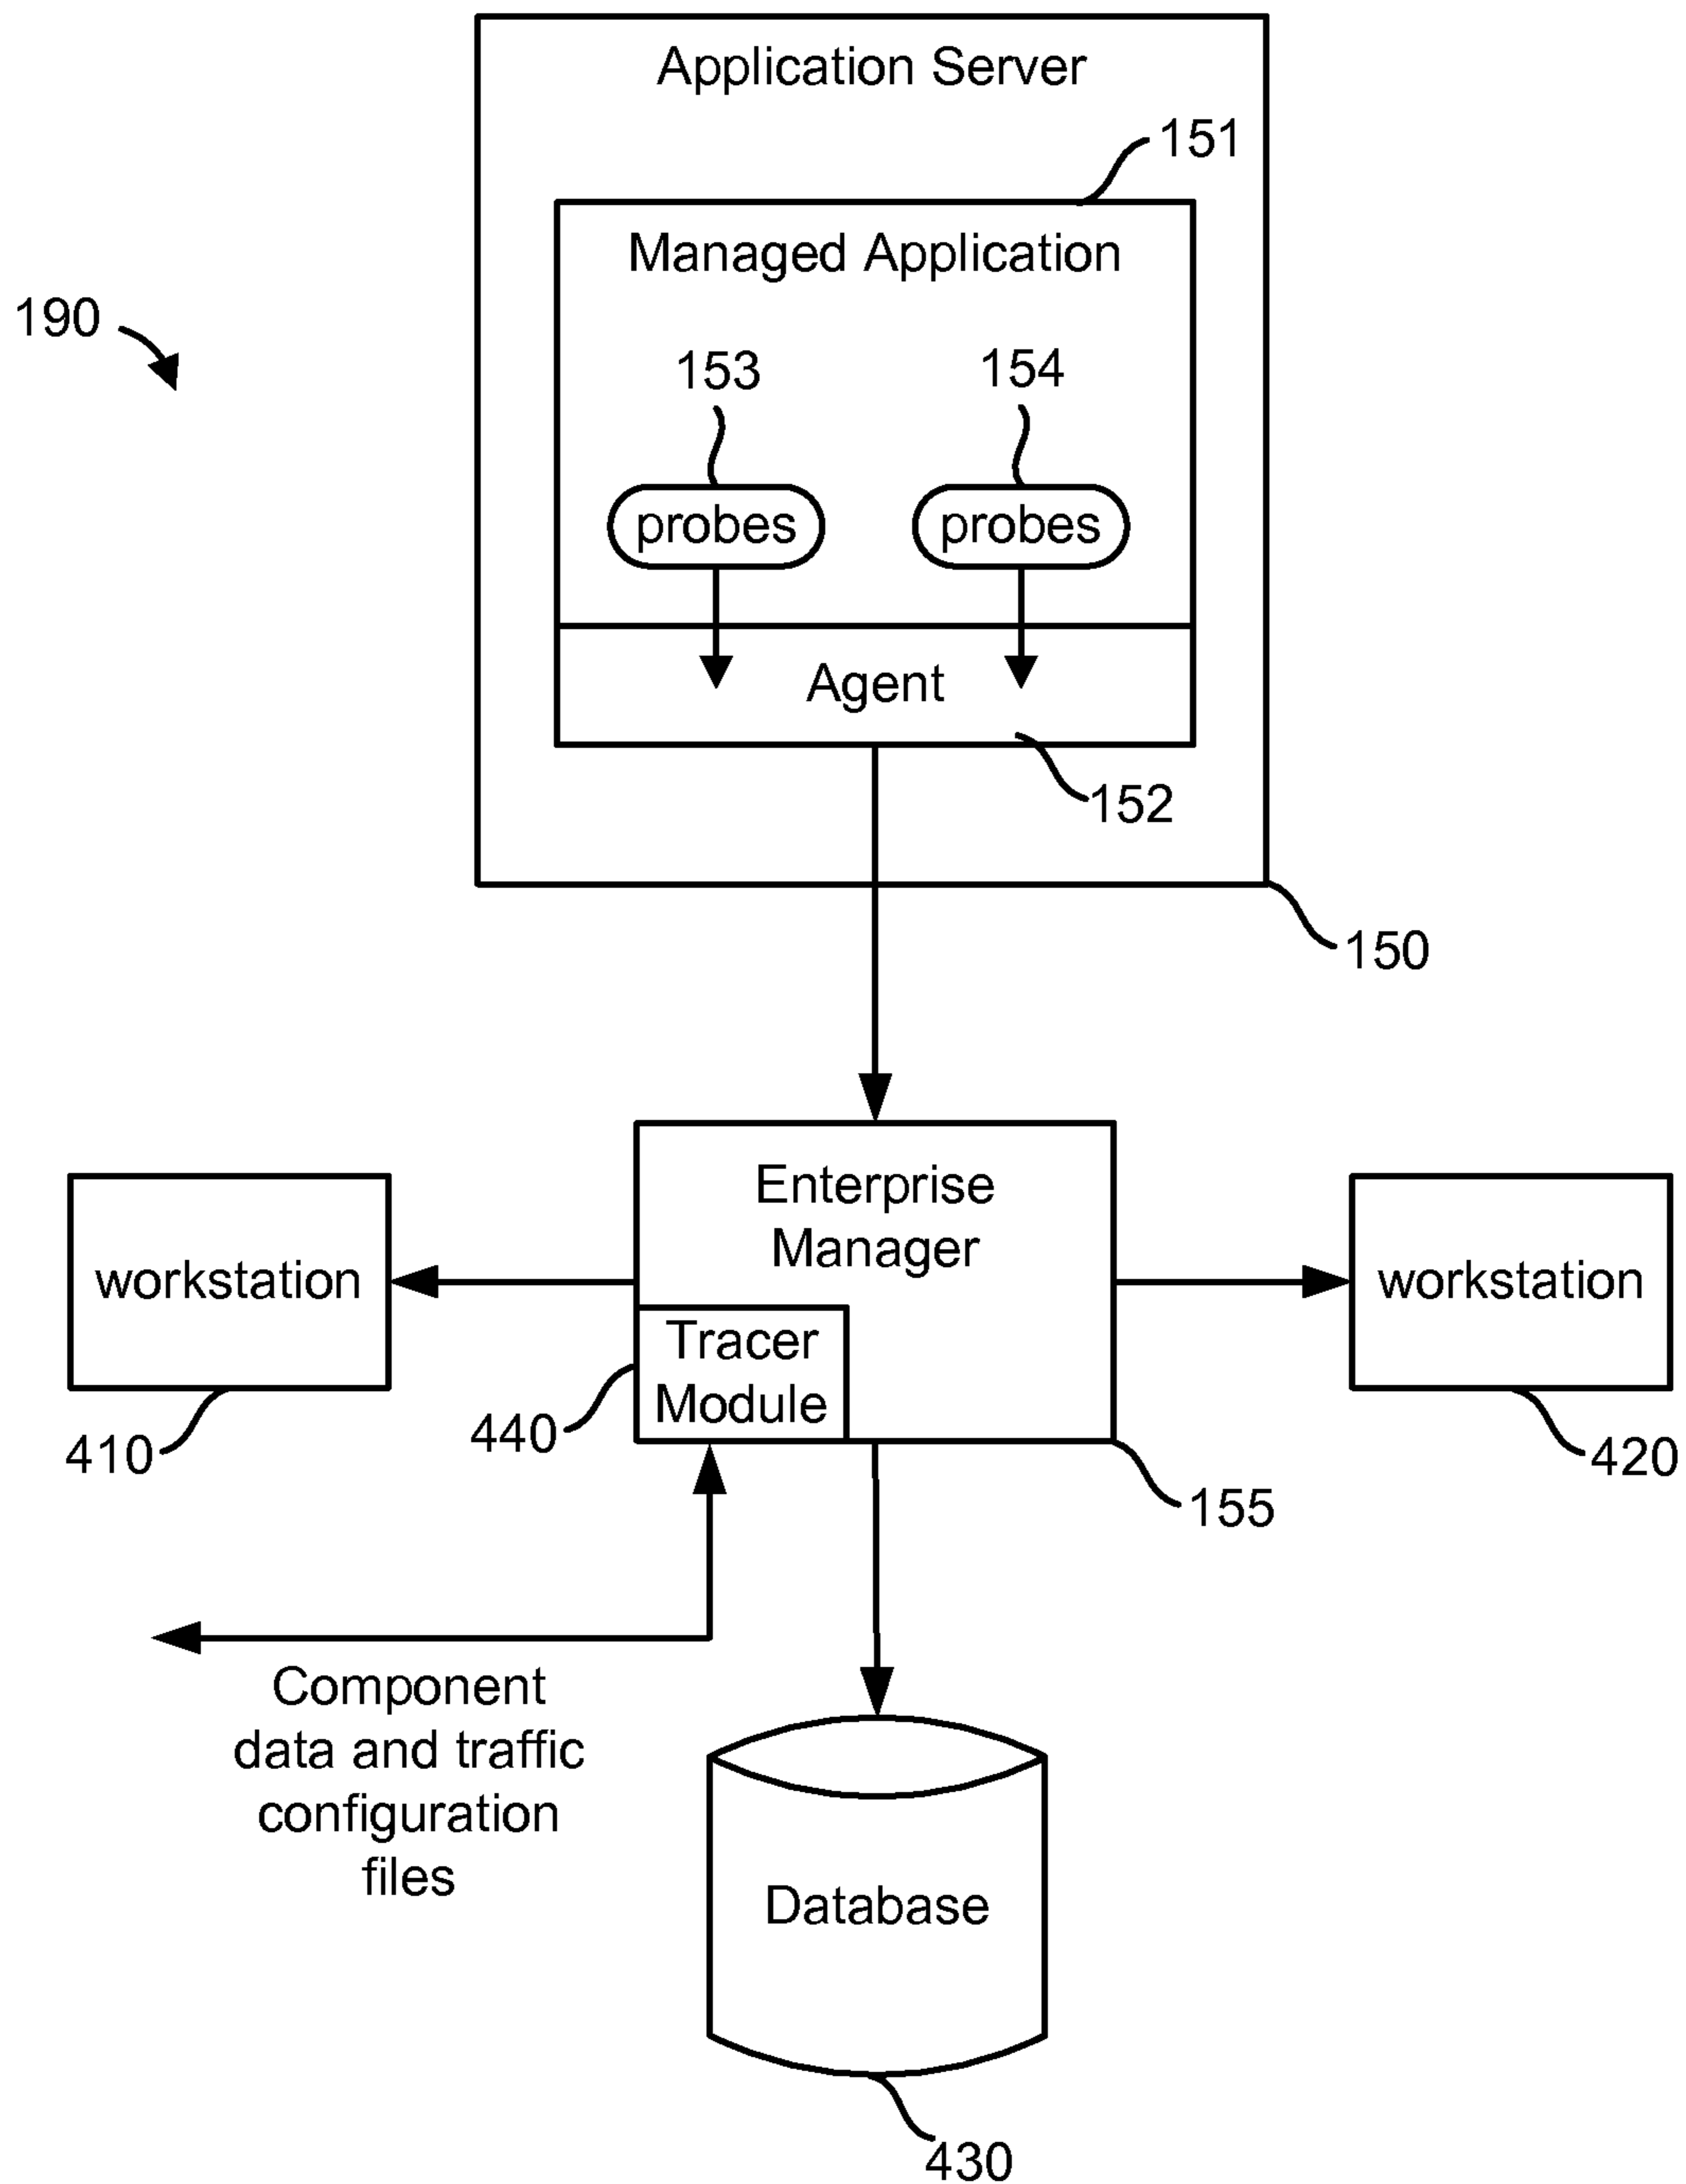 Application Server
151
Managed Application
190
153
154
probes
probes
Agent
152
150
Enterprise
Manager
workstation
workstation
Tracer
Module
410
440
420
155
Component
data and traffic
configuration
files
Database
430